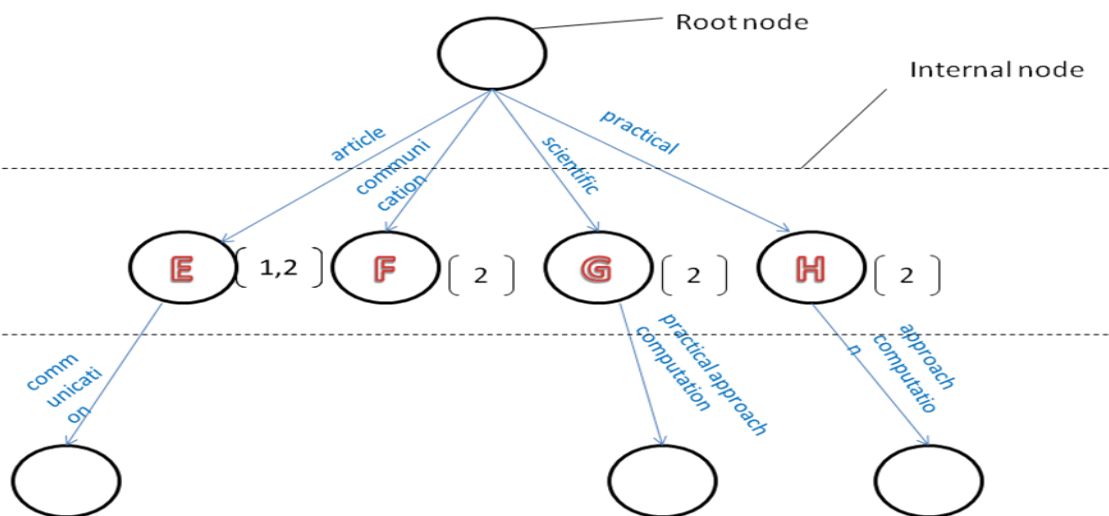 Root node
Internal node
article
communi
cation
scientific
practical
E
1,2
F
2
G
2
H
2
comm
unicati
on
practical approach
computation
approach
computatio
n